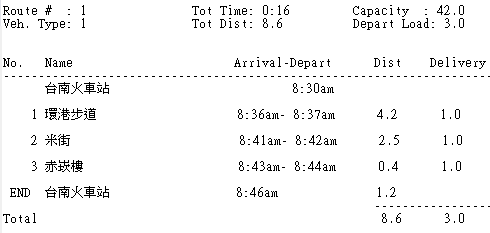 Route # : 1 Tot Time: 0:16 Capacity : 42.0
Veh. Type: 1 Tot Dist: 8.6 Depart Load: 3.0
No. Name Arrival-Depart Dist Delivery
台南火車站 8:30am
1 環港步道 8:36am- 8:37am 4.2 1.0
2 米街 8:41am- 8:42am 2.5 1.0
3 赤崁樓 8:43am- 8:44am 0.4 1.0
END 台南火車站 8:46am 1.2
Total 8.6 3.0